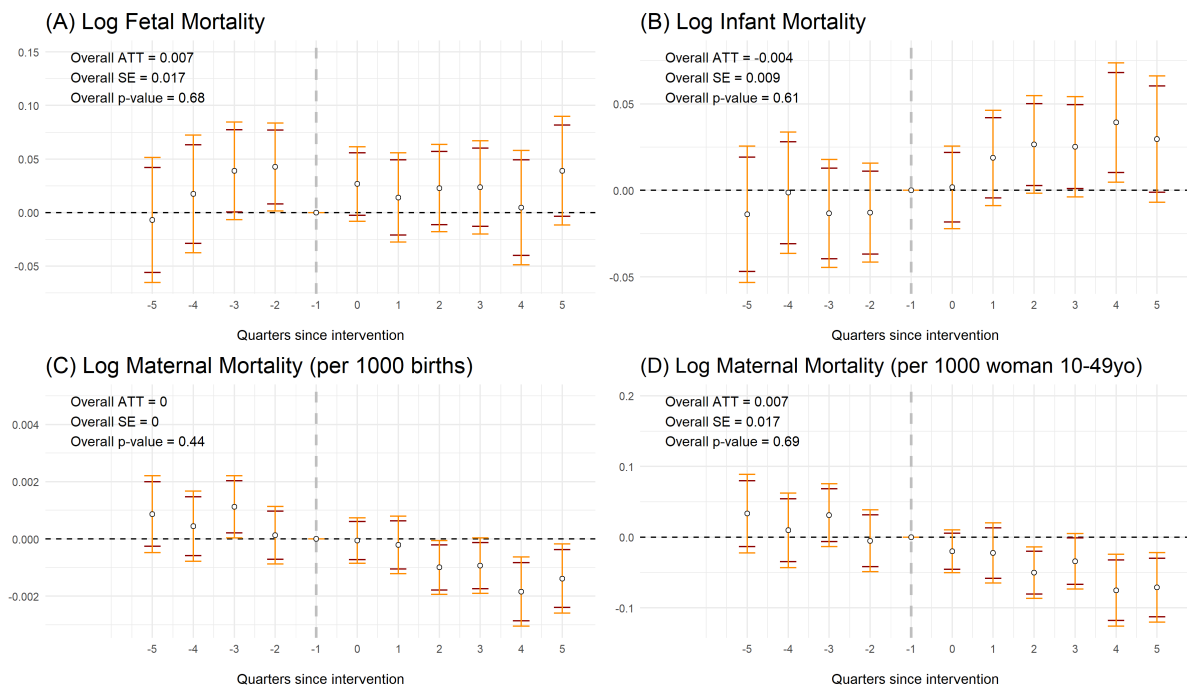 (A) Log Fetal Mortality
Overall ATT = 0.007
Overall SE = 0.017
Overall p-value = 0.68
0.15
0.10
0.05
0.00
-0.05
-5 -4 -3 -2 -1 0 1 2 3 4 5
Quarters since intervention
(B) Log Infant Mortality
Overall ATT = -0.004
Overall SE = 0.009
Overall p-value = 0.61
0.05
0.00
-0.05
-5 -4 -3 -2 -1 0 1 2 3 4 5
Quarters since intervention
(C) Log Maternal Mortality (per 1000 births)
Overall ATT = 0
Overall SE = 0
Overall p-value = 0.44
0.004
0.002
0.000
-0.002
-5 -4 -3 -2 -1 0 1 2 3 4 5
Quarters since intervention
(D) Log Maternal Mortality (per 1000 woman 10-49yo)
Overall ATT = 0.007
Overall SE = 0.017
Overall p-value = 0.69
0.2
0.1
0.0
-0.1
-5 -4 -3 -2 -1 0 1 2 3 4 5
Quarters since intervention